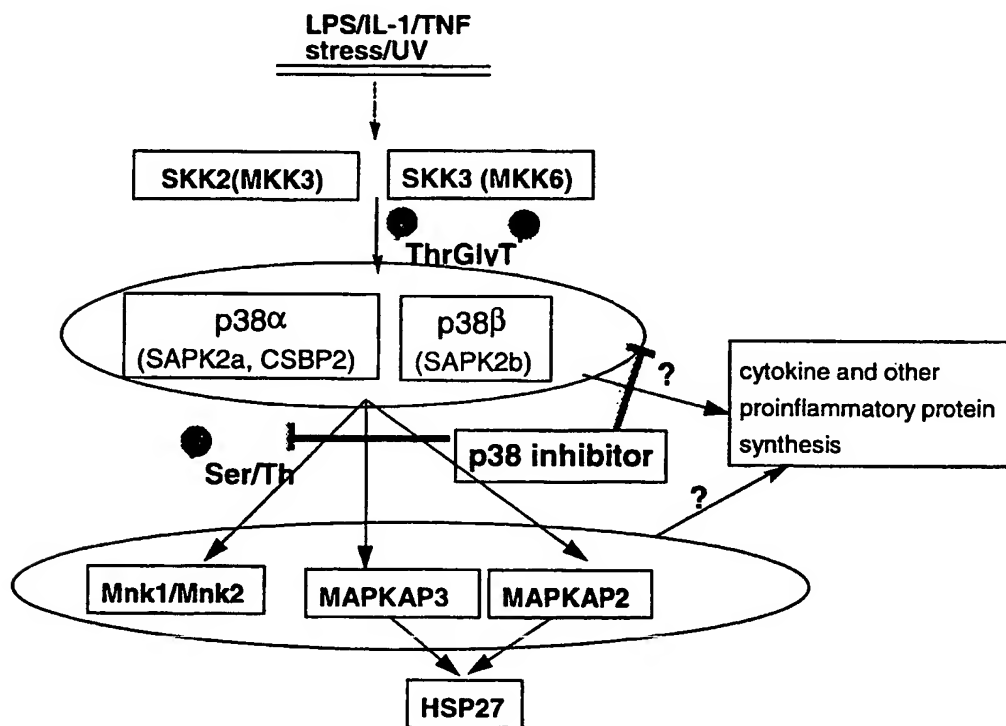 LPS/IL-1/TNF
stress/UV
SKK2(MKK3)
SKK3 (MKK6)
ThrGlyT
p38α
(SAPK2a, CSBP2)
p38β
(SAPK2b)
?
cytokine and other
proinflammatory protein
synthesis
p38 inhibitor
Ser/Th
?
Mnk1/Mnk2
MAPKAP3
MAPKAP2
HSP27